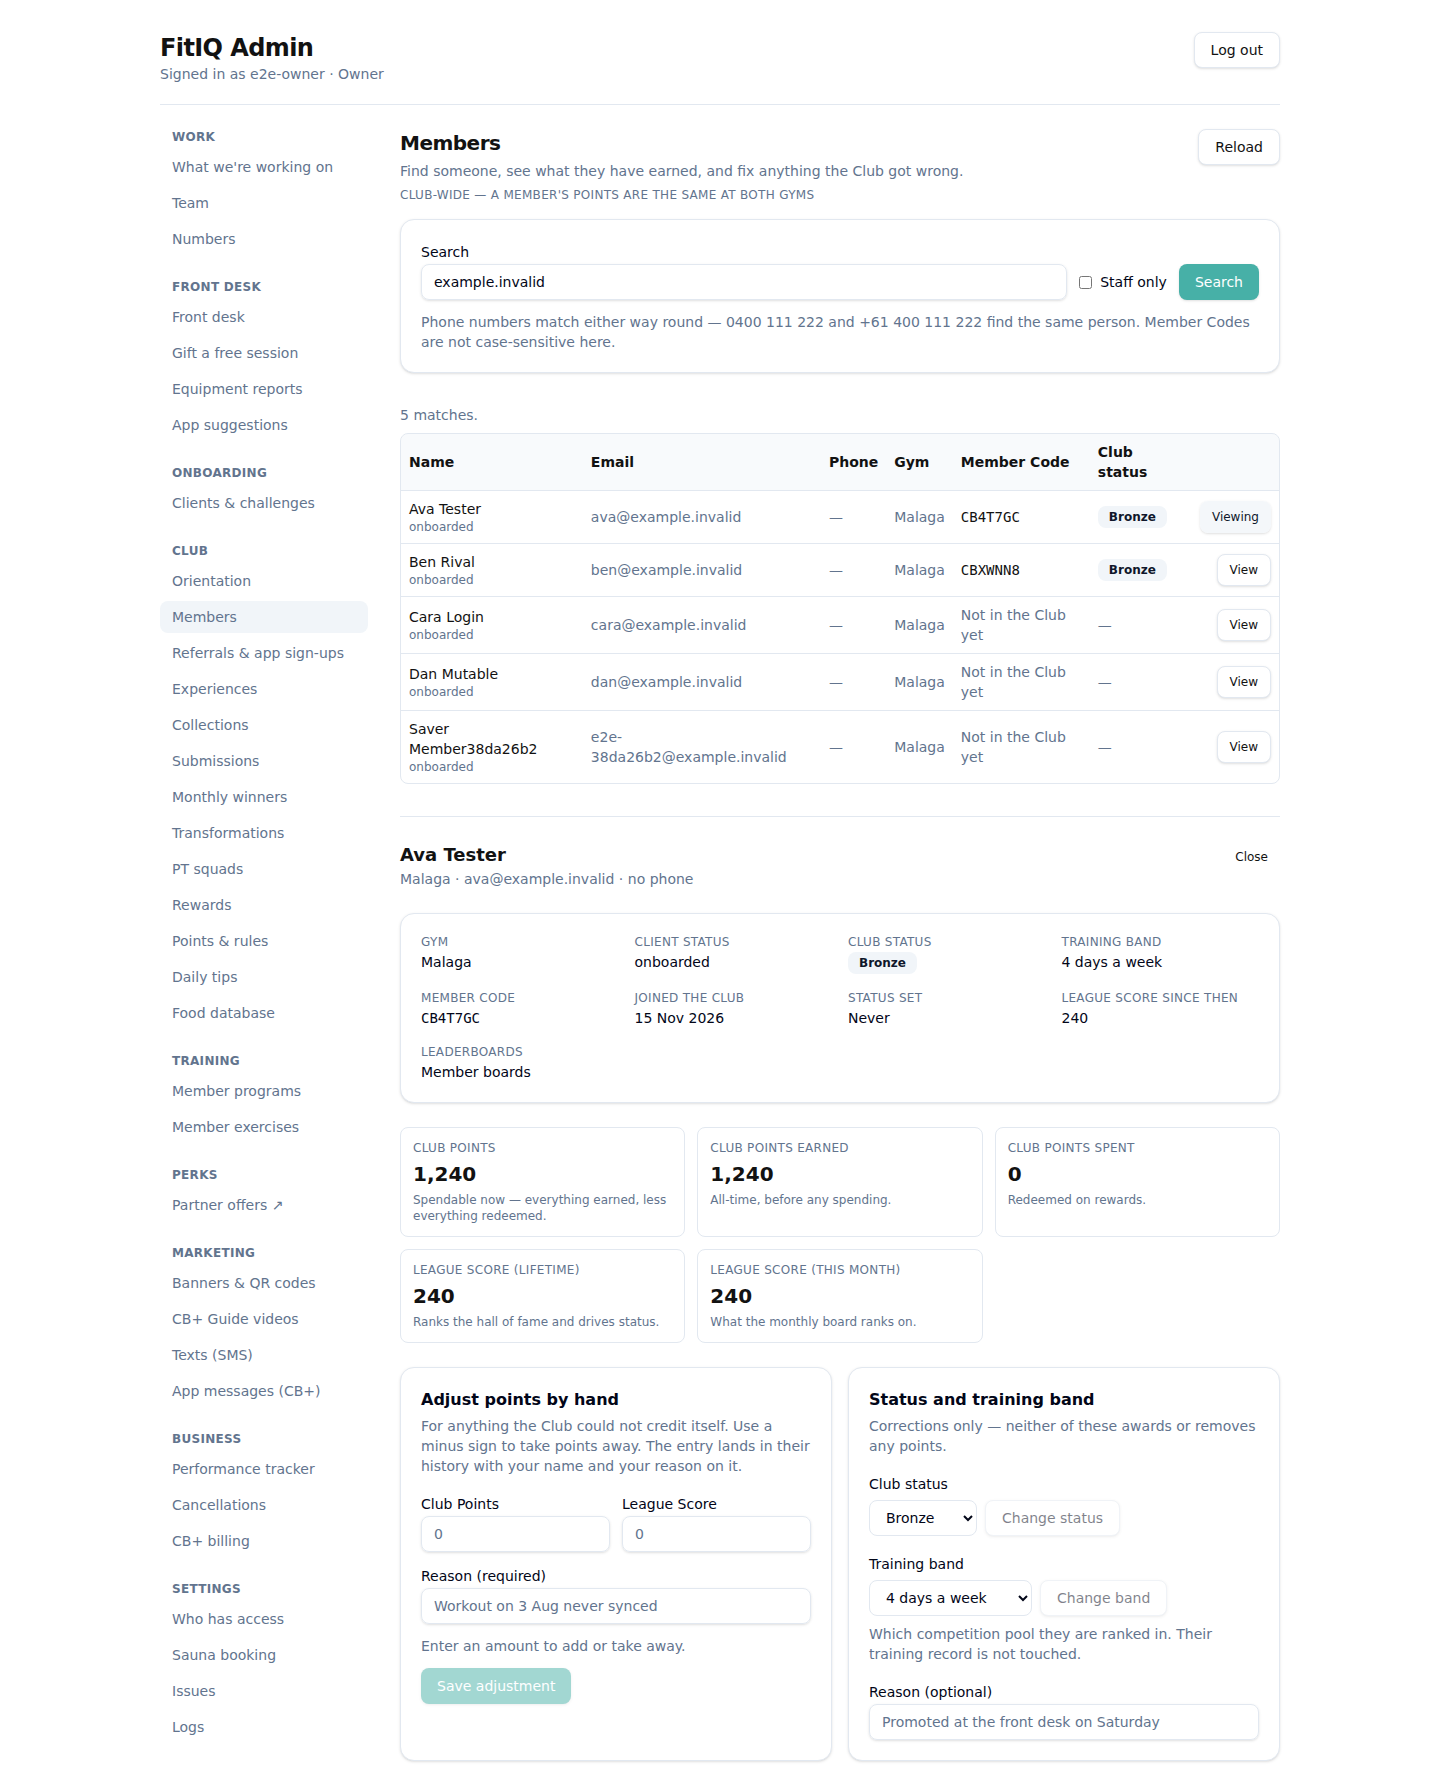 FitIQ Admin
Signed in as e2e-owner · Owner
Log out
WORK
What we're working on
Team
Numbers
FRONT DESK
Front desk
Gift a free session
Equipment reports
App suggestions
ONBOARDING
Clients & challenges
CLUB
Orientation
Members
Referrals & app sign-ups
Experiences
Collections
Submissions
Monthly winners
Transformations
PT squads
Rewards
Points & rules
Daily tips
Food database
TRAINING
Member programs
Member exercises
PERKS
Partner offers ↗
MARKETING
Banners & QR codes
CB+ Guide videos
Texts (SMS)
App messages (CB+)
BUSINESS
Performance tracker
Cancellations
CB+ billing
SETTINGS
Who has access
Sauna booking
Issues
Logs
Members
Find someone, see what they have earned, and fix anything the Club got wrong.
CLUB-WIDE — A MEMBER'S POINTS ARE THE SAME AT BOTH GYMS
Reload
Search
example.invalid
Staff only
Search
Phone numbers match either way round — 0400 111 222 and +61 400 111 222 find the same person. Member Codes
are not case-sensitive here.
5 matches.
Name Email Phone Gym Member Code Club status
Ava Tester
onboarded
ava@example.invalid — Malaga CB4T7GC Bronze Viewing
Ben Rival
onboarded
ben@example.invalid — Malaga CBXWNN8 Bronze View
Cara Login
onboarded
cara@example.invalid — Malaga Not in the Club yet — View
Dan Mutable
onboarded
dan@example.invalid — Malaga Not in the Club yet — View
Saver
Member38da26b2
onboarded
e2e-
38da26b2@example.invalid — Malaga Not in the Club yet — View
Ava Tester
Malaga · ava@example.invalid · no phone
Close
GYM
Malaga
CLIENT STATUS
onboarded
CLUB STATUS
Bronze
TRAINING BAND
4 days a week
MEMBER CODE
CB4T7GC
JOINED THE CLUB
15 Nov 2026
STATUS SET
Never
LEAGUE SCORE SINCE THEN
240
LEADERBOARDS
Member boards
CLUB POINTS
1,240
Spendable now — everything earned, less
everything redeemed.
CLUB POINTS EARNED
1,240
All-time, before any spending.
CLUB POINTS SPENT
0
Redeemed on rewards.
LEAGUE SCORE (LIFETIME)
240
Ranks the hall of fame and drives status.
LEAGUE SCORE (THIS MONTH)
240
What the monthly board ranks on.
Adjust points by hand
For anything the Club could not credit itself. Use a
minus sign to take points away. The entry lands in their
history with your name and your reason on it.
Club Points
0
League Score
0
Reason (required)
Workout on 3 Aug never synced
Enter an amount to add or take away.
Save adjustment
Status and training band
Corrections only — neither of these awards or removes
any points.
Club status
Bronze
Change status
Training band
4 days a week
Change band
Which competition pool they are ranked in. Their
training record is not touched.
Reason (optional)
Promoted at the front desk on Saturday